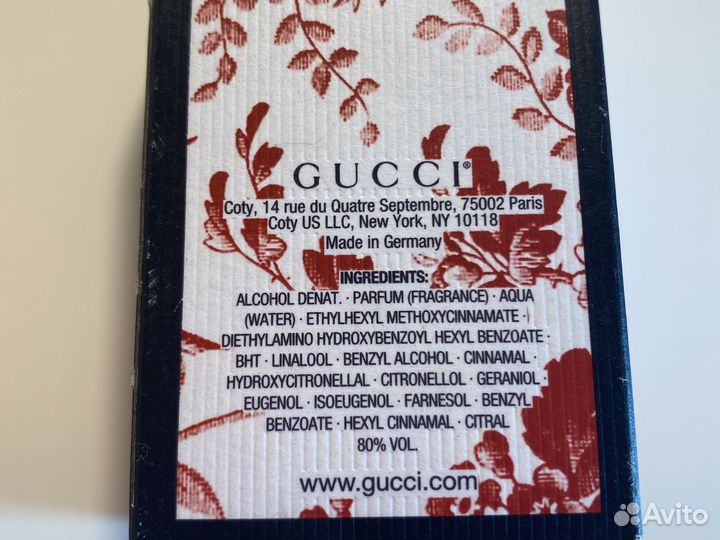 GUCCI®
Coty, 14 rue du Quatre Septembre, 75002 Paris
Coty US LLC, New York, NY 10118
Made in Germany
INGREDIENTS:
ALCOHOL DENAT. · PARFUM (FRAGRANCE) · AQUA
(WATER) · ETHYLHEXYL METHOXYCINNAMATE ·
DIETHYLAMINO HYDROXYBENZOYL HEXYL BENZOATE ·
BHT · LINALOOL · BENZYL ALCOHOL · CINNAMAL ·
HYDROXYCITRONELLAL · CITRONELLOL · GERANIOL ·
EUGENOL · ISOEUGENOL · FARNESOL · BENZYL
BENZOATE · HEXYL CINNAMAL · CITRAL
80% VOL.
www.gucci.com
Avito